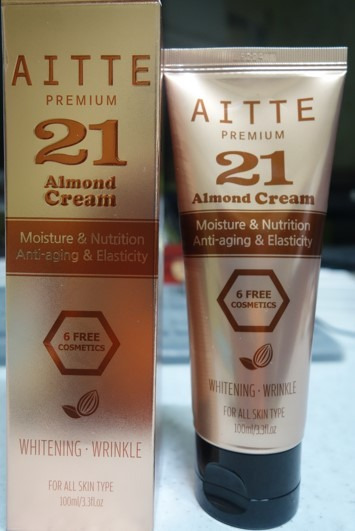 AITTE
PREMIUM
21
Almond
Cream
Moisture & Nutrition
Anti-aging & Elasticity
6 FREE
COSMETICS
WHITENING · WRINKLE
FOR ALL SKIN TYPE
100ml/3.3fl.oz
AITTE
PREMIUM
21
Almond Cream
Moisture & Nutrition
Anti-aging & Elasticity
6 FREE
COSMETICS
WHITENING · WRINKLE
FOR ALL SKIN TYPE
100ml/3.3fl.oz